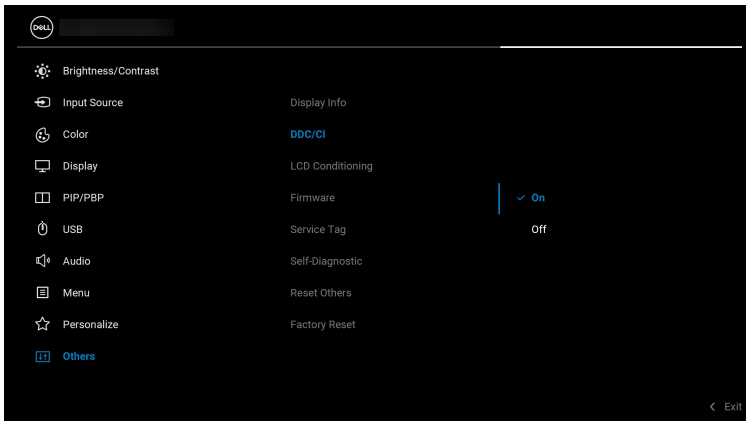 DELL
Brightness/Contrast
Input Source
Display Info
Color
DDC/CI
Display
LCD Conditioning
PIP/PBP
Firmware
On
USB
Service Tag
Off
Audio
Self-Diagnostic
Menu
Reset Others
Personalize
Factory Reset
Others
Exit